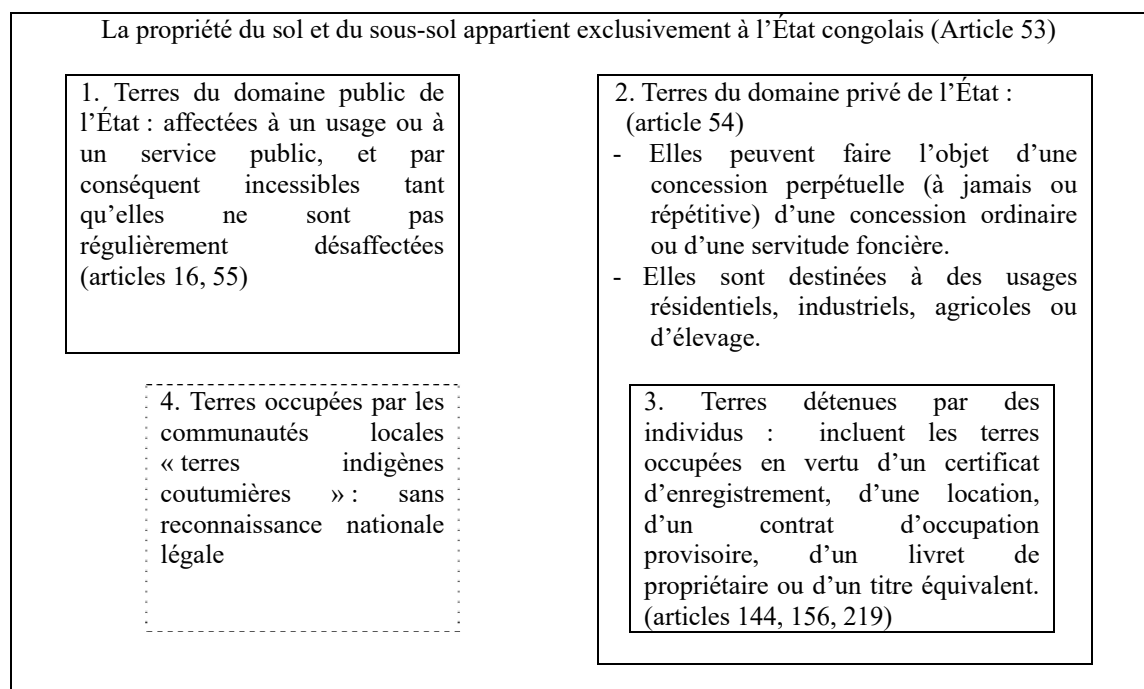 La propriété du sol et du sous-sol appartient exclusivement à l’État congolais (Article 53)
1. Terres du domaine public de
l’État : affectées à un usage ou à
un service public, et par
conséquent incessibles tant
qu’elles ne sont pas
régulièrement désaffectées
(articles 16, 55)
2. Terres du domaine privé de l’État :
(article 54)
- Elles peuvent faire l’objet d’une
concession perpétuelle (à jamais ou
répétitive) d’une concession ordinaire
ou d’une servitude foncière.
- Elles sont destinées à des usages
résidentiels, industriels, agricoles ou
d’élevage.
3. Terres détenues par des
individus : incluent les terres
occupées en vertu d’un certificat
d’enregistrement, d’une location,
d’un contrat d’occupation
provisoire, d’un livret de
propriétaire ou d’un titre équivalent.
(articles 144, 156, 219)
4. Terres occupées par les
communautés locales
« terres indigènes
coutumières » : sans
reconnaissance nationale
légale